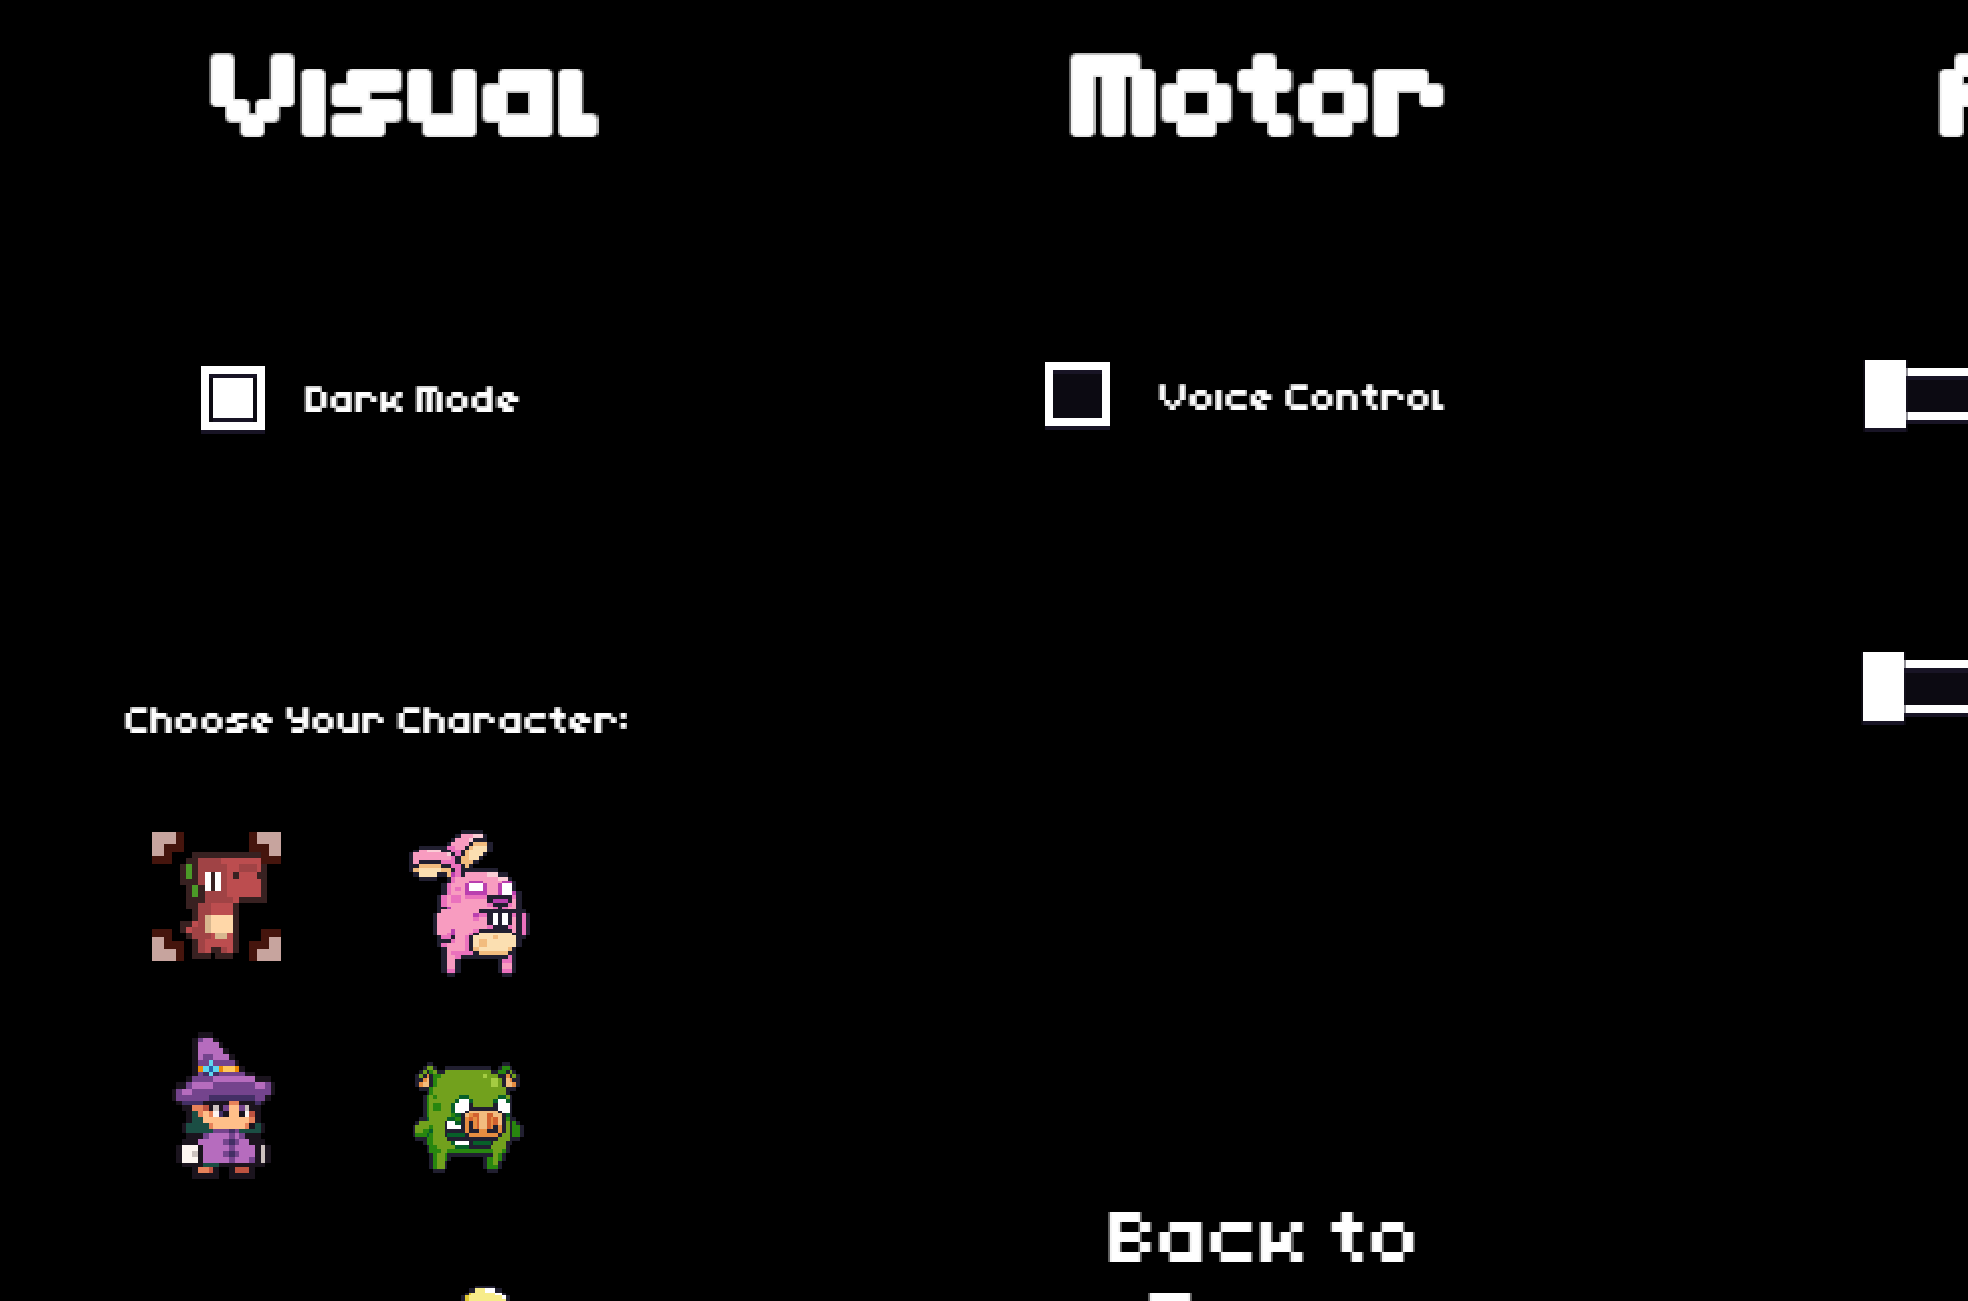 Visual
Motor
Dark Mode
Voice Control
Choose Your Character:
Back to